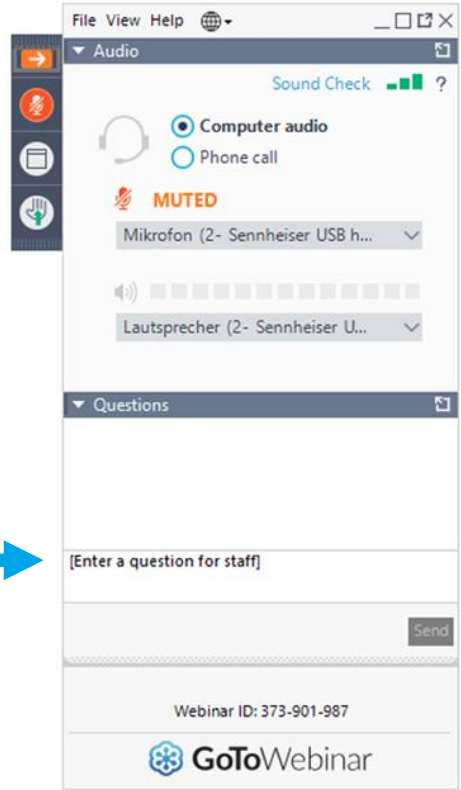 File View Help
Audio
Sound Check ?
Computer audio
Phone call
MUTED
Mikrofon (2- Sennheiser USB h...
Lautsprecher (2- Sennheiser U...
Questions
[Enter a question for staff]
Send
Webinar ID: 373-901-987
GoToWebinar